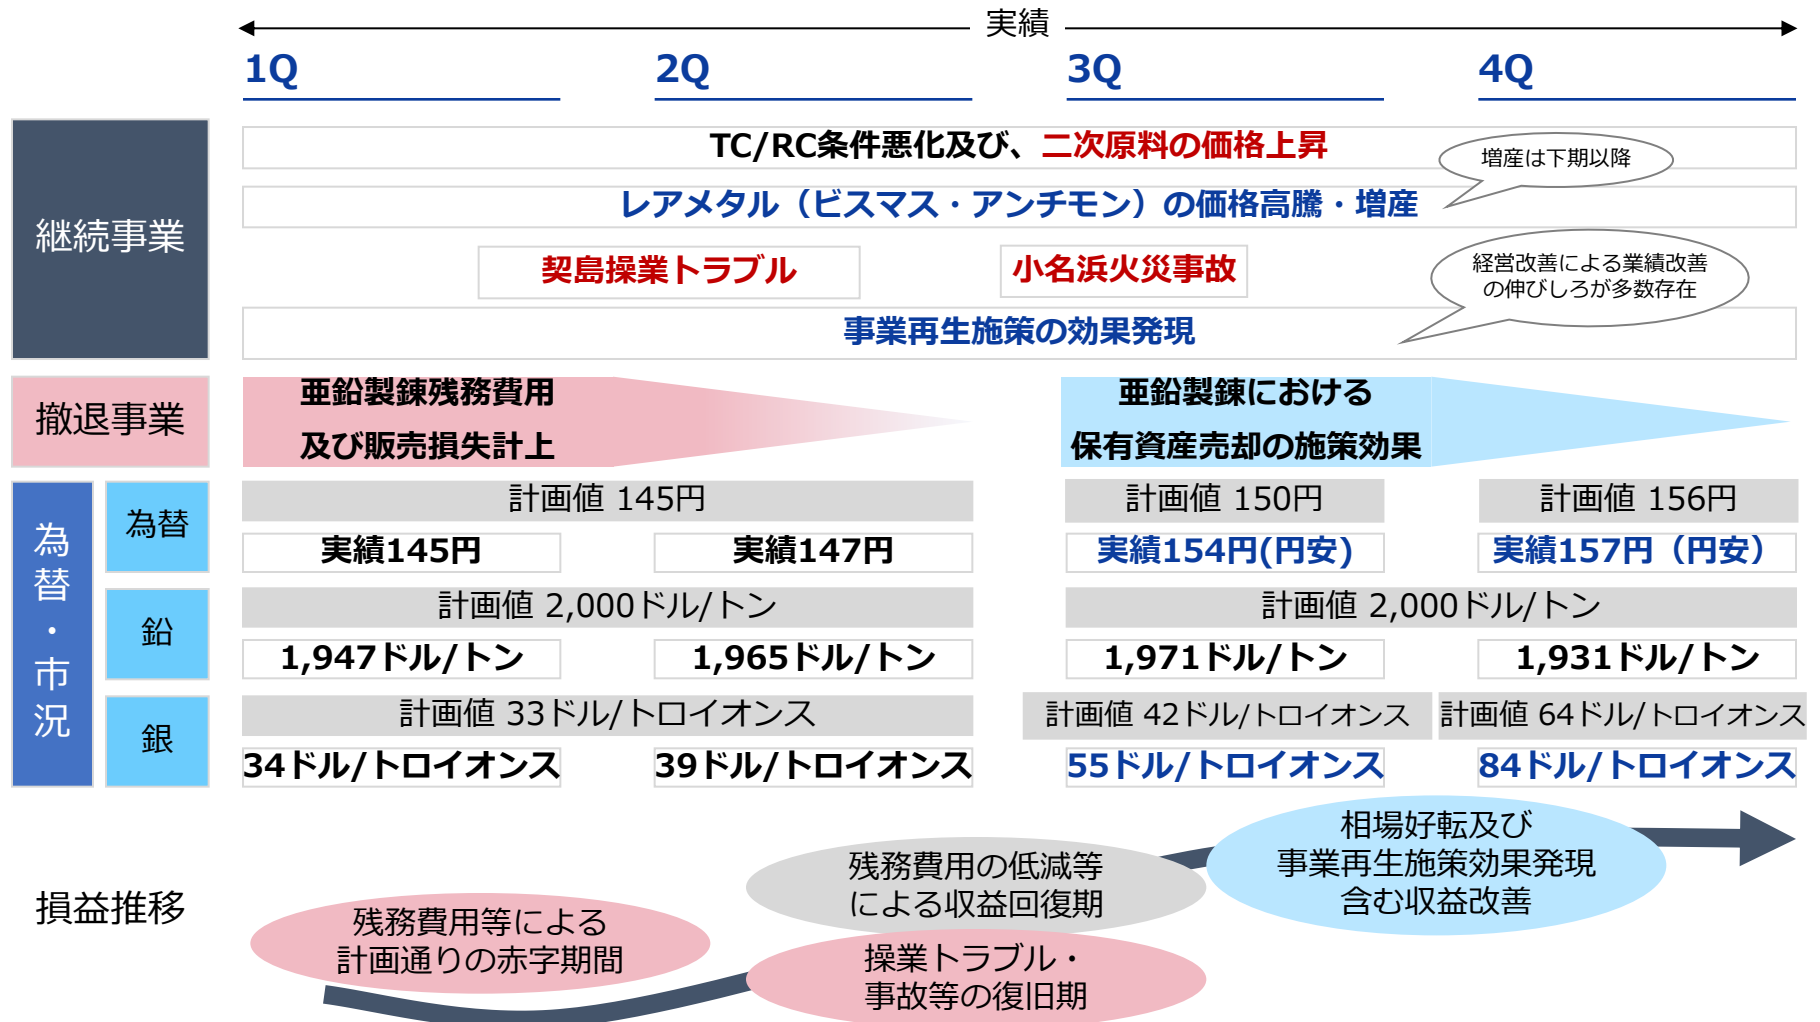 実績
1Q 2Q 3Q 4Q
継続事業
TC/RC条件悪化及び、二次原料の価格上昇
増産は下期以降
レアメタル（ビスマス・アンチモン）の価格高騰・増産
契島操業トラブル
小名浜火災事故
経営改善による業績改善
の伸びしろが多数存在
事業再生施策の効果発現
撤退事業
亜鉛製錬残務費用
及び販売損失計上
亜鉛製錬における
保有資産売却の施策効果
為替・市況
為替
計画値 145円
計画値 150円
計画値 156円
実績145円
実績147円
実績154円(円安)
実績157円（円安）
鉛
計画値 2,000ドル/トン
計画値 2,000ドル/トン
1,947ドル/トン
1,965ドル/トン
1,971ドル/トン
1,931ドル/トン
銀
計画値 33ドル/トロイオンス
計画値 42ドル/トロイオンス
計画値 64ドル/トロイオンス
34ドル/トロイオンス
39ドル/トロイオンス
55ドル/トロイオンス
84ドル/トロイオンス
損益推移
残務費用等による
計画通りの赤字期間
残務費用の低減等
による収益回復期
操業トラブル・
事故等の復旧期
相場好転及び
事業再生施策効果発現
含む収益改善